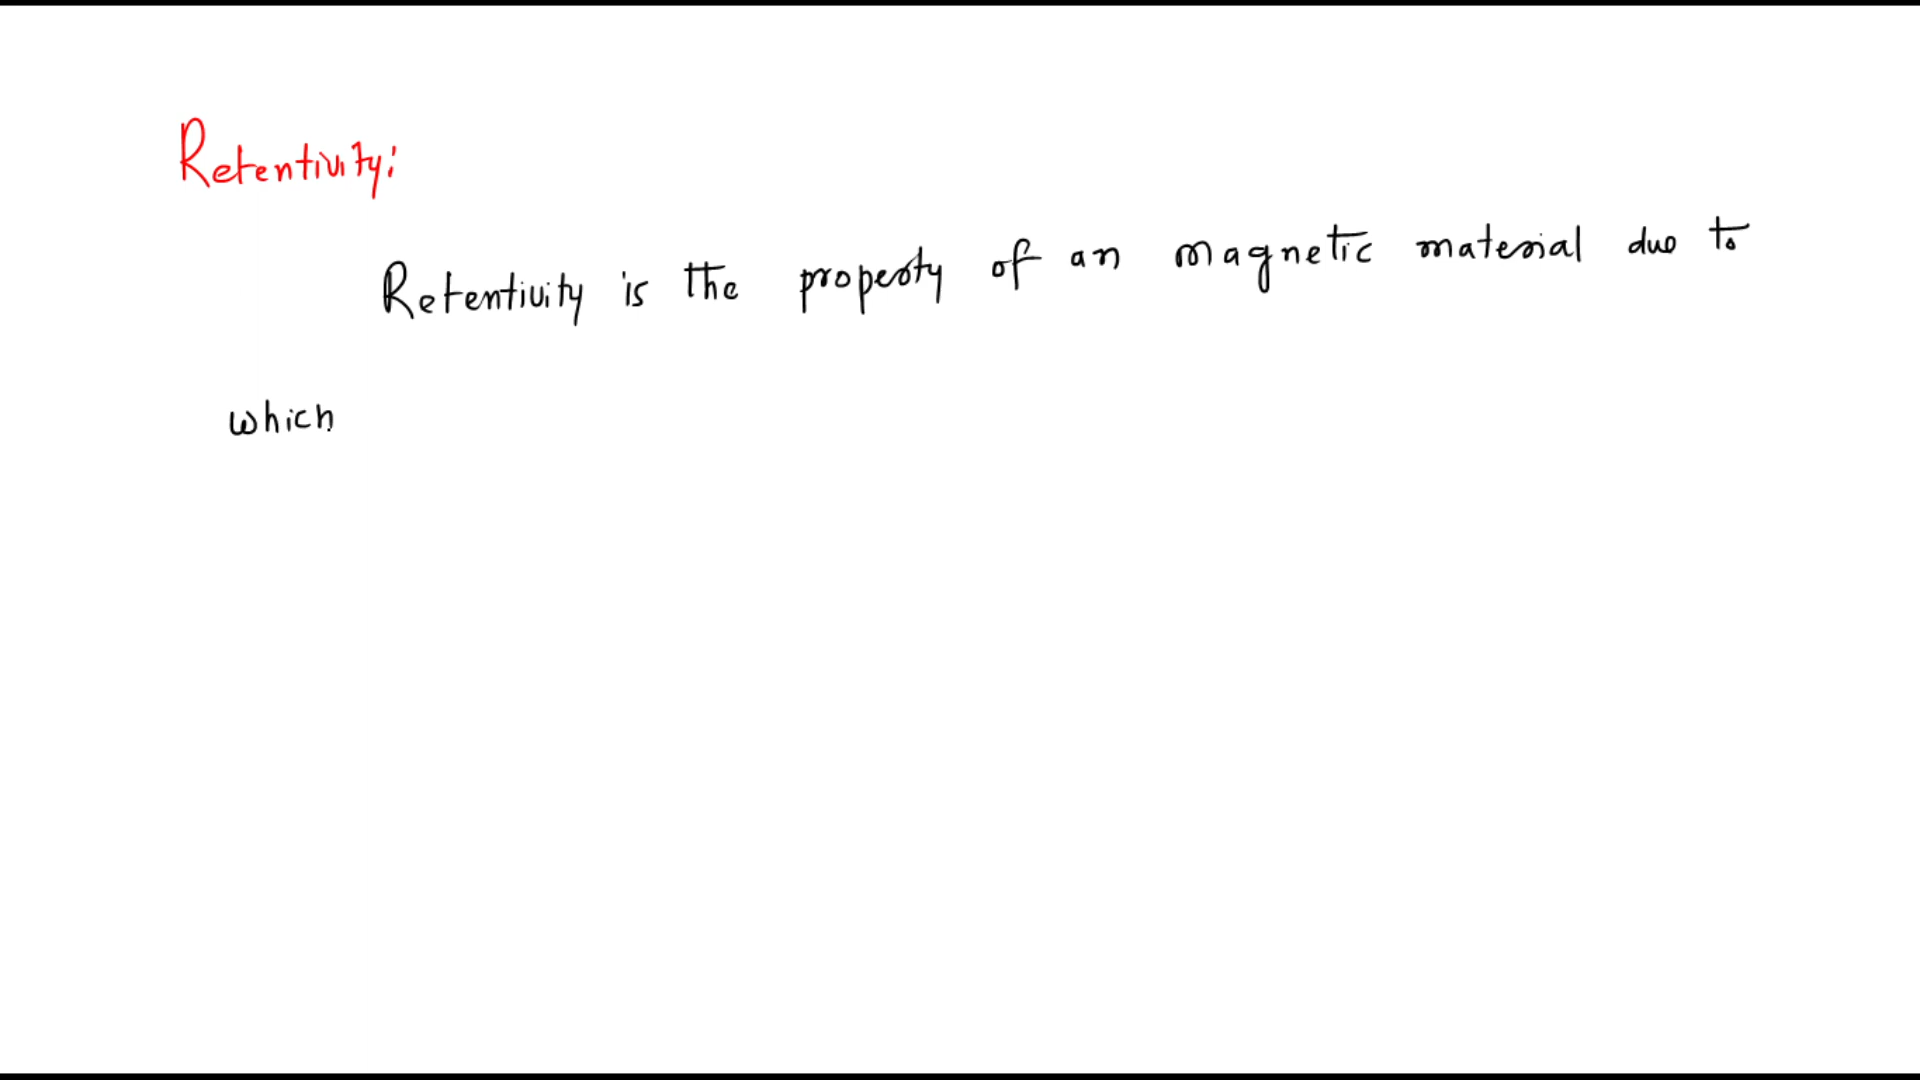 Retentivity:
Retentivity is the property of an magnetic material due to
which